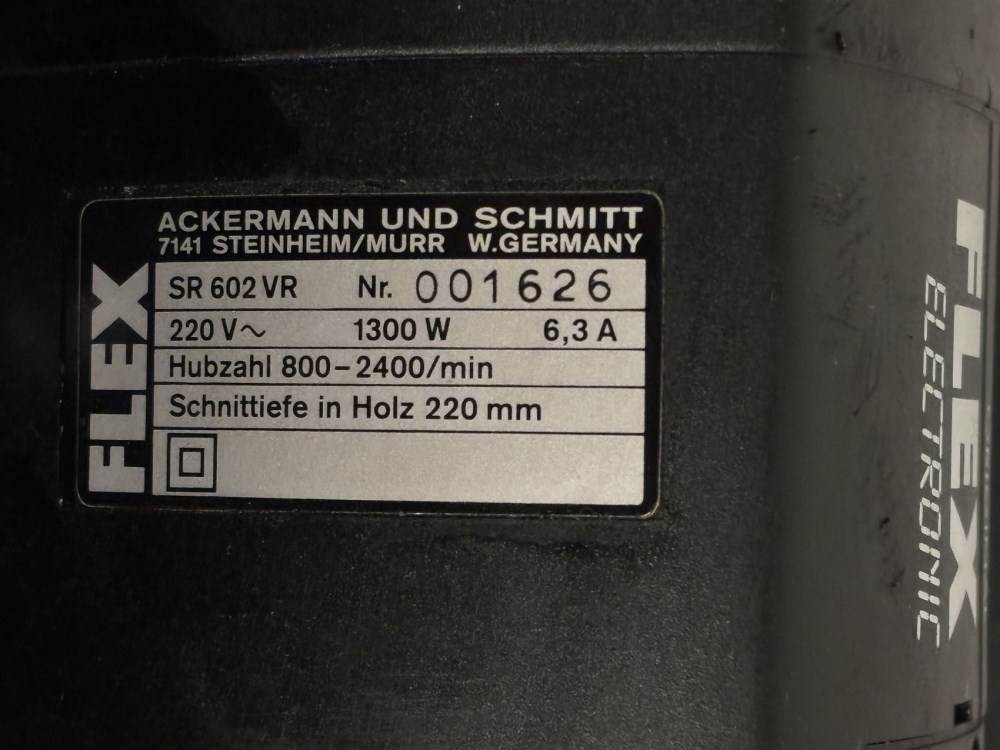 ACKERMANN UND SCHMITT
7141 STEINHEIM/MURR W.GERMANY
FLEX
SR 602 VR Nr. 001626
220 V~ 1300 W 6,3 A
Hubzahl 800–2400/min
Schnittiefe in Holz 220 mm
FLEX
ELECTRONIC